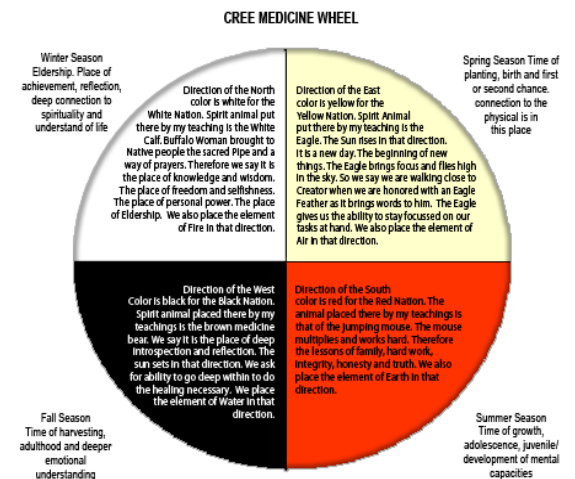 CREE MEDICINE WHEEL
Winter Season
Eldership. Place of
achievement, reflection,
deep connection to
spirituality and
understand of life
Direction of the North
color is white for the
White Nation. Spirit animal put
there by my teaching is the White
Calf. Buffalo Woman brought to
Native people the sacred Pipe and a
way of prayers. Therefore we say it is
the place of knowledge and wisdom.
The place of freedom and selfishness.
The place of personal power. The place
of Eldership. We also place the element
of Fire in that direction.
Direction of the East
color is yellow for the
Yellow Nation. Spirit Animal
put there by my teaching is the
Eagle. The Sun rises in that direction.
It is a new day. The beginning of new
things. The Eagle brings focus and flies high
in the sky. So we say we are walking close to
Creator when we are honored with an Eagle
Feather as it brings words to him. The Eagle
gives us the ability to stay focussed on our
tasks at hand. We also place the element of
Air in that direction.
Spring Season Time of
planting, birth and first
or second chance.
connection to the
physical is in
this place
Direction of the West
Color is black for the Black Nation.
Spirit animal placed there by my
teachings is the brown medicine
bear. We say it is the place of deep
introspection and reflection. The
sun sets in that direction. We ask
for ability to go deep within to do
the healing necessary. We place
the element of Water in that
direction.
Direction of the South
color is red for the Red Nation. The
animal placed there by my teachings is
that of the jumping mouse. The mouse
multiplies and works hard. Therefore
the lessons of family, hard work,
integrity, honesty and truth. We also
place the element of Earth in that
direction.
Fall Season
Time of harvesting,
adulthood and deeper
emotional
understanding
Summer Season
Time of growth,
adolescence, juvenile/
development of mental
capacities